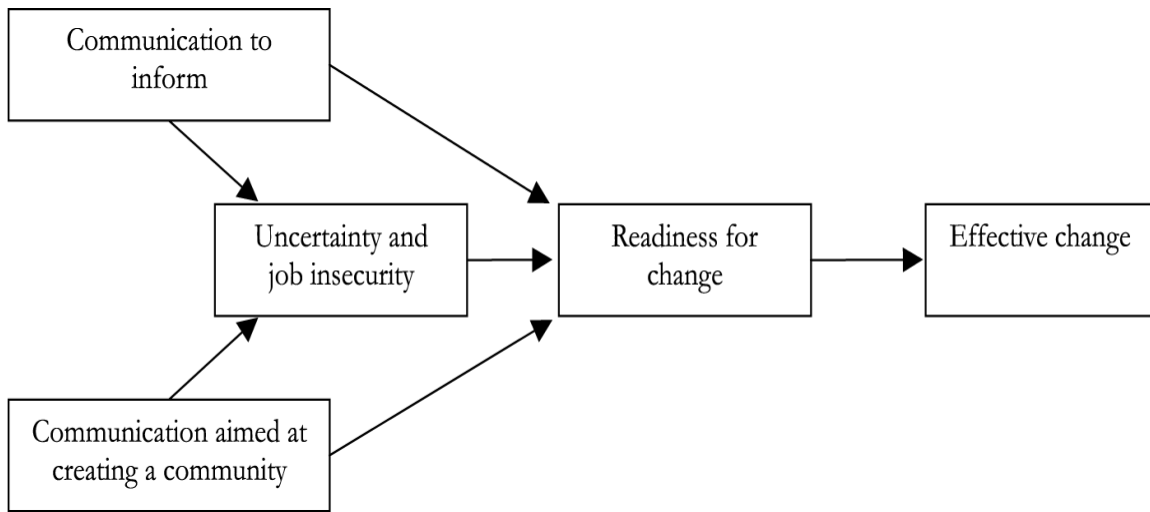 Communication to
inform
Uncertainty and
job insecurity
Readiness for
change
Effective change
Communication aimed at
creating a community